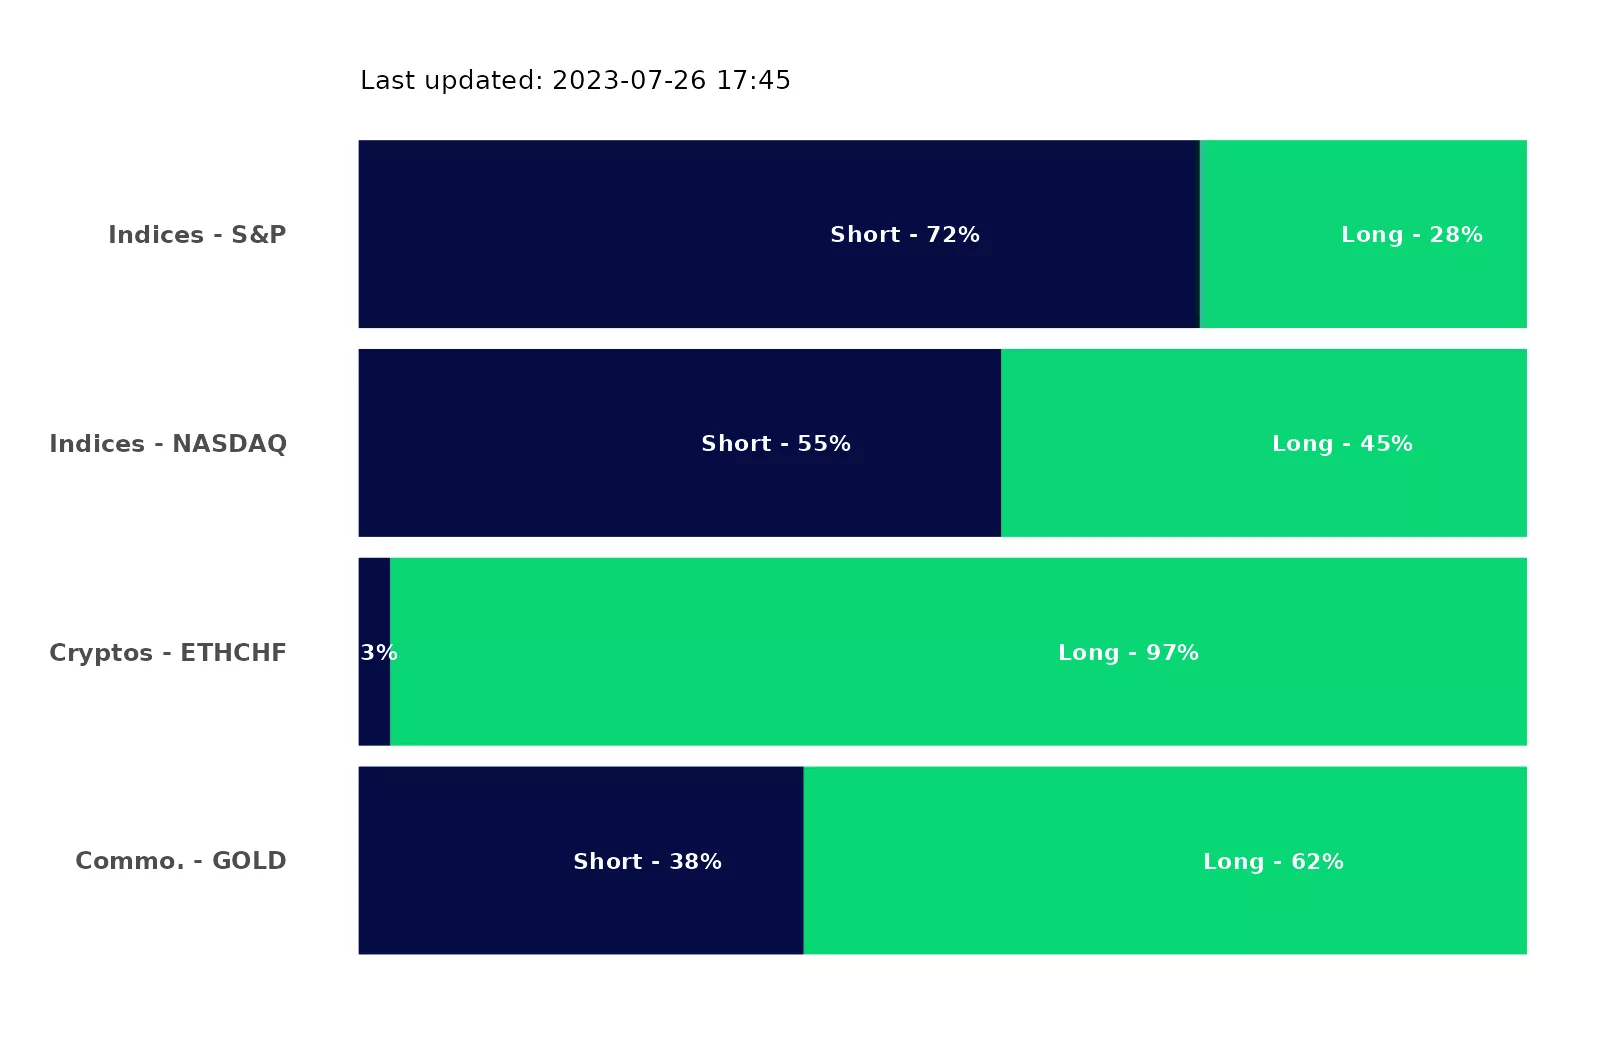 Last updated: 2023-07-26 17:45
Indices - S&P Short - 72% Long - 28%
Indices - NASDAQ Short - 55% Long - 45%
Cryptos - ETHCHF 3% Long - 97%
Commo. - GOLD Short - 38% Long - 62%